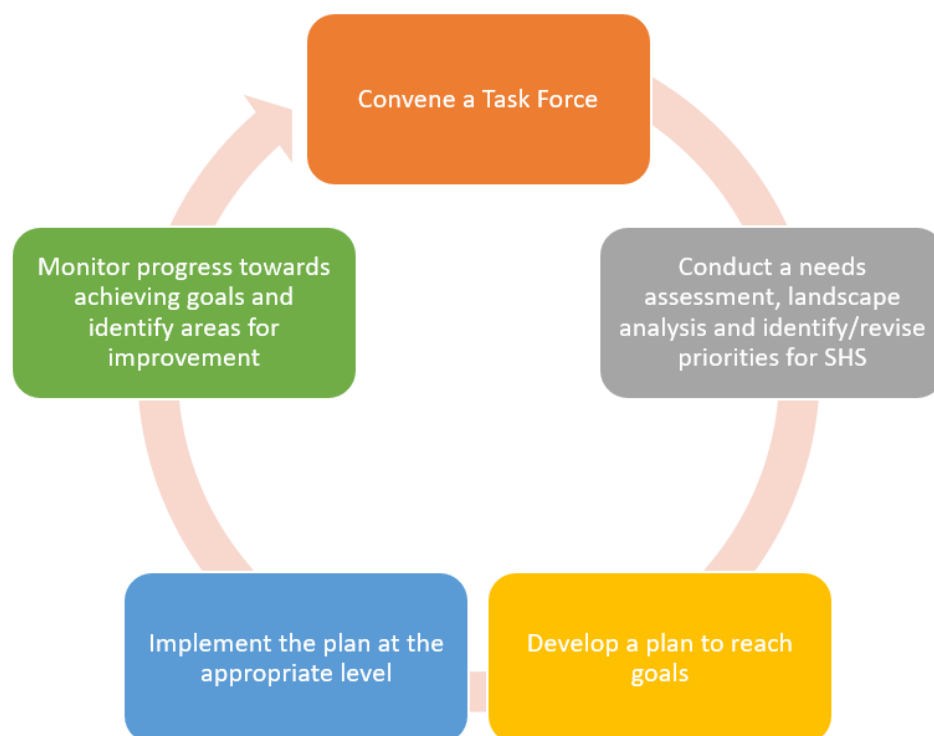 Convene a Task Force
Conduct a needs
assessment, landscape
analysis and identify/revise
priorities for SHS
Develop a plan to reach
goals
Implement the plan at the
appropriate level
Monitor progress towards
achieving goals and
identify areas for
improvement